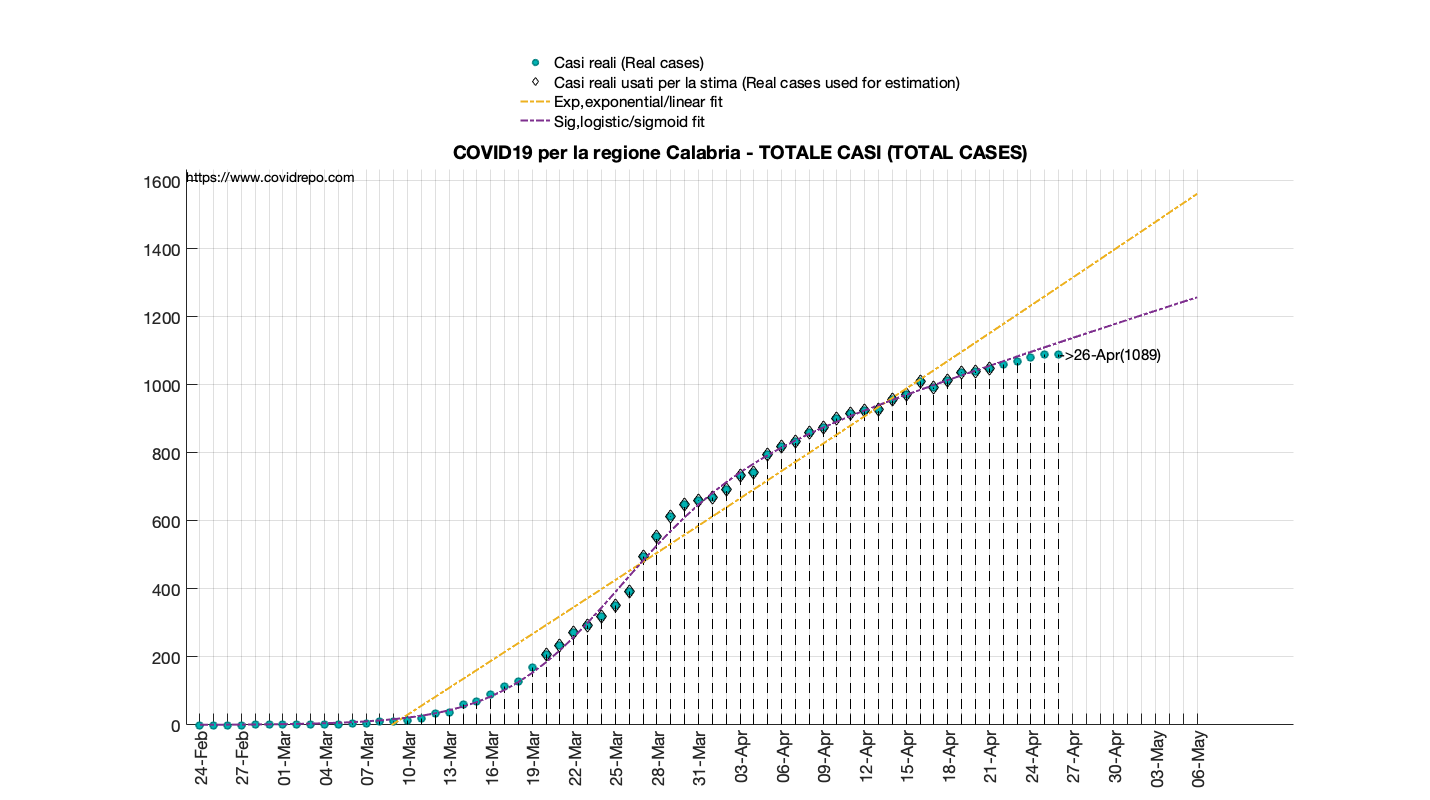 Casi reali (Real cases)
Casi reali usati per la stima (Real cases used for estimation)
Exp,exponential/linear fit
Sig,logistic/sigmoid fit
COVID19 per la regione Calabria - TOTALE CASI (TOTAL CASES)
https://www.covidrepo.com
1600
1400
1200
1000
800
600
400
200
0
->26-Apr(1089)
24-Feb
27-Feb
01-Mar
04-Mar
07-Mar
10-Mar
13-Mar
16-Mar
19-Mar
22-Mar
25-Mar
28-Mar
31-Mar
03-Apr
06-Apr
09-Apr
12-Apr
15-Apr
18-Apr
21-Apr
24-Apr
27-Apr
30-Apr
03-May
06-May